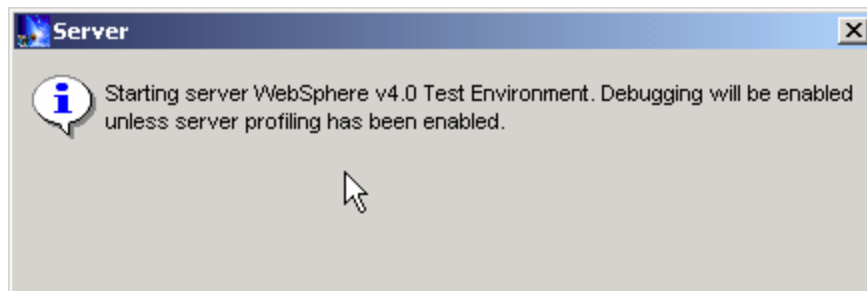 Server
Starting server WebSphere v4.0 Test Environment. Debugging will be enabled
unless server profiling has been enabled.